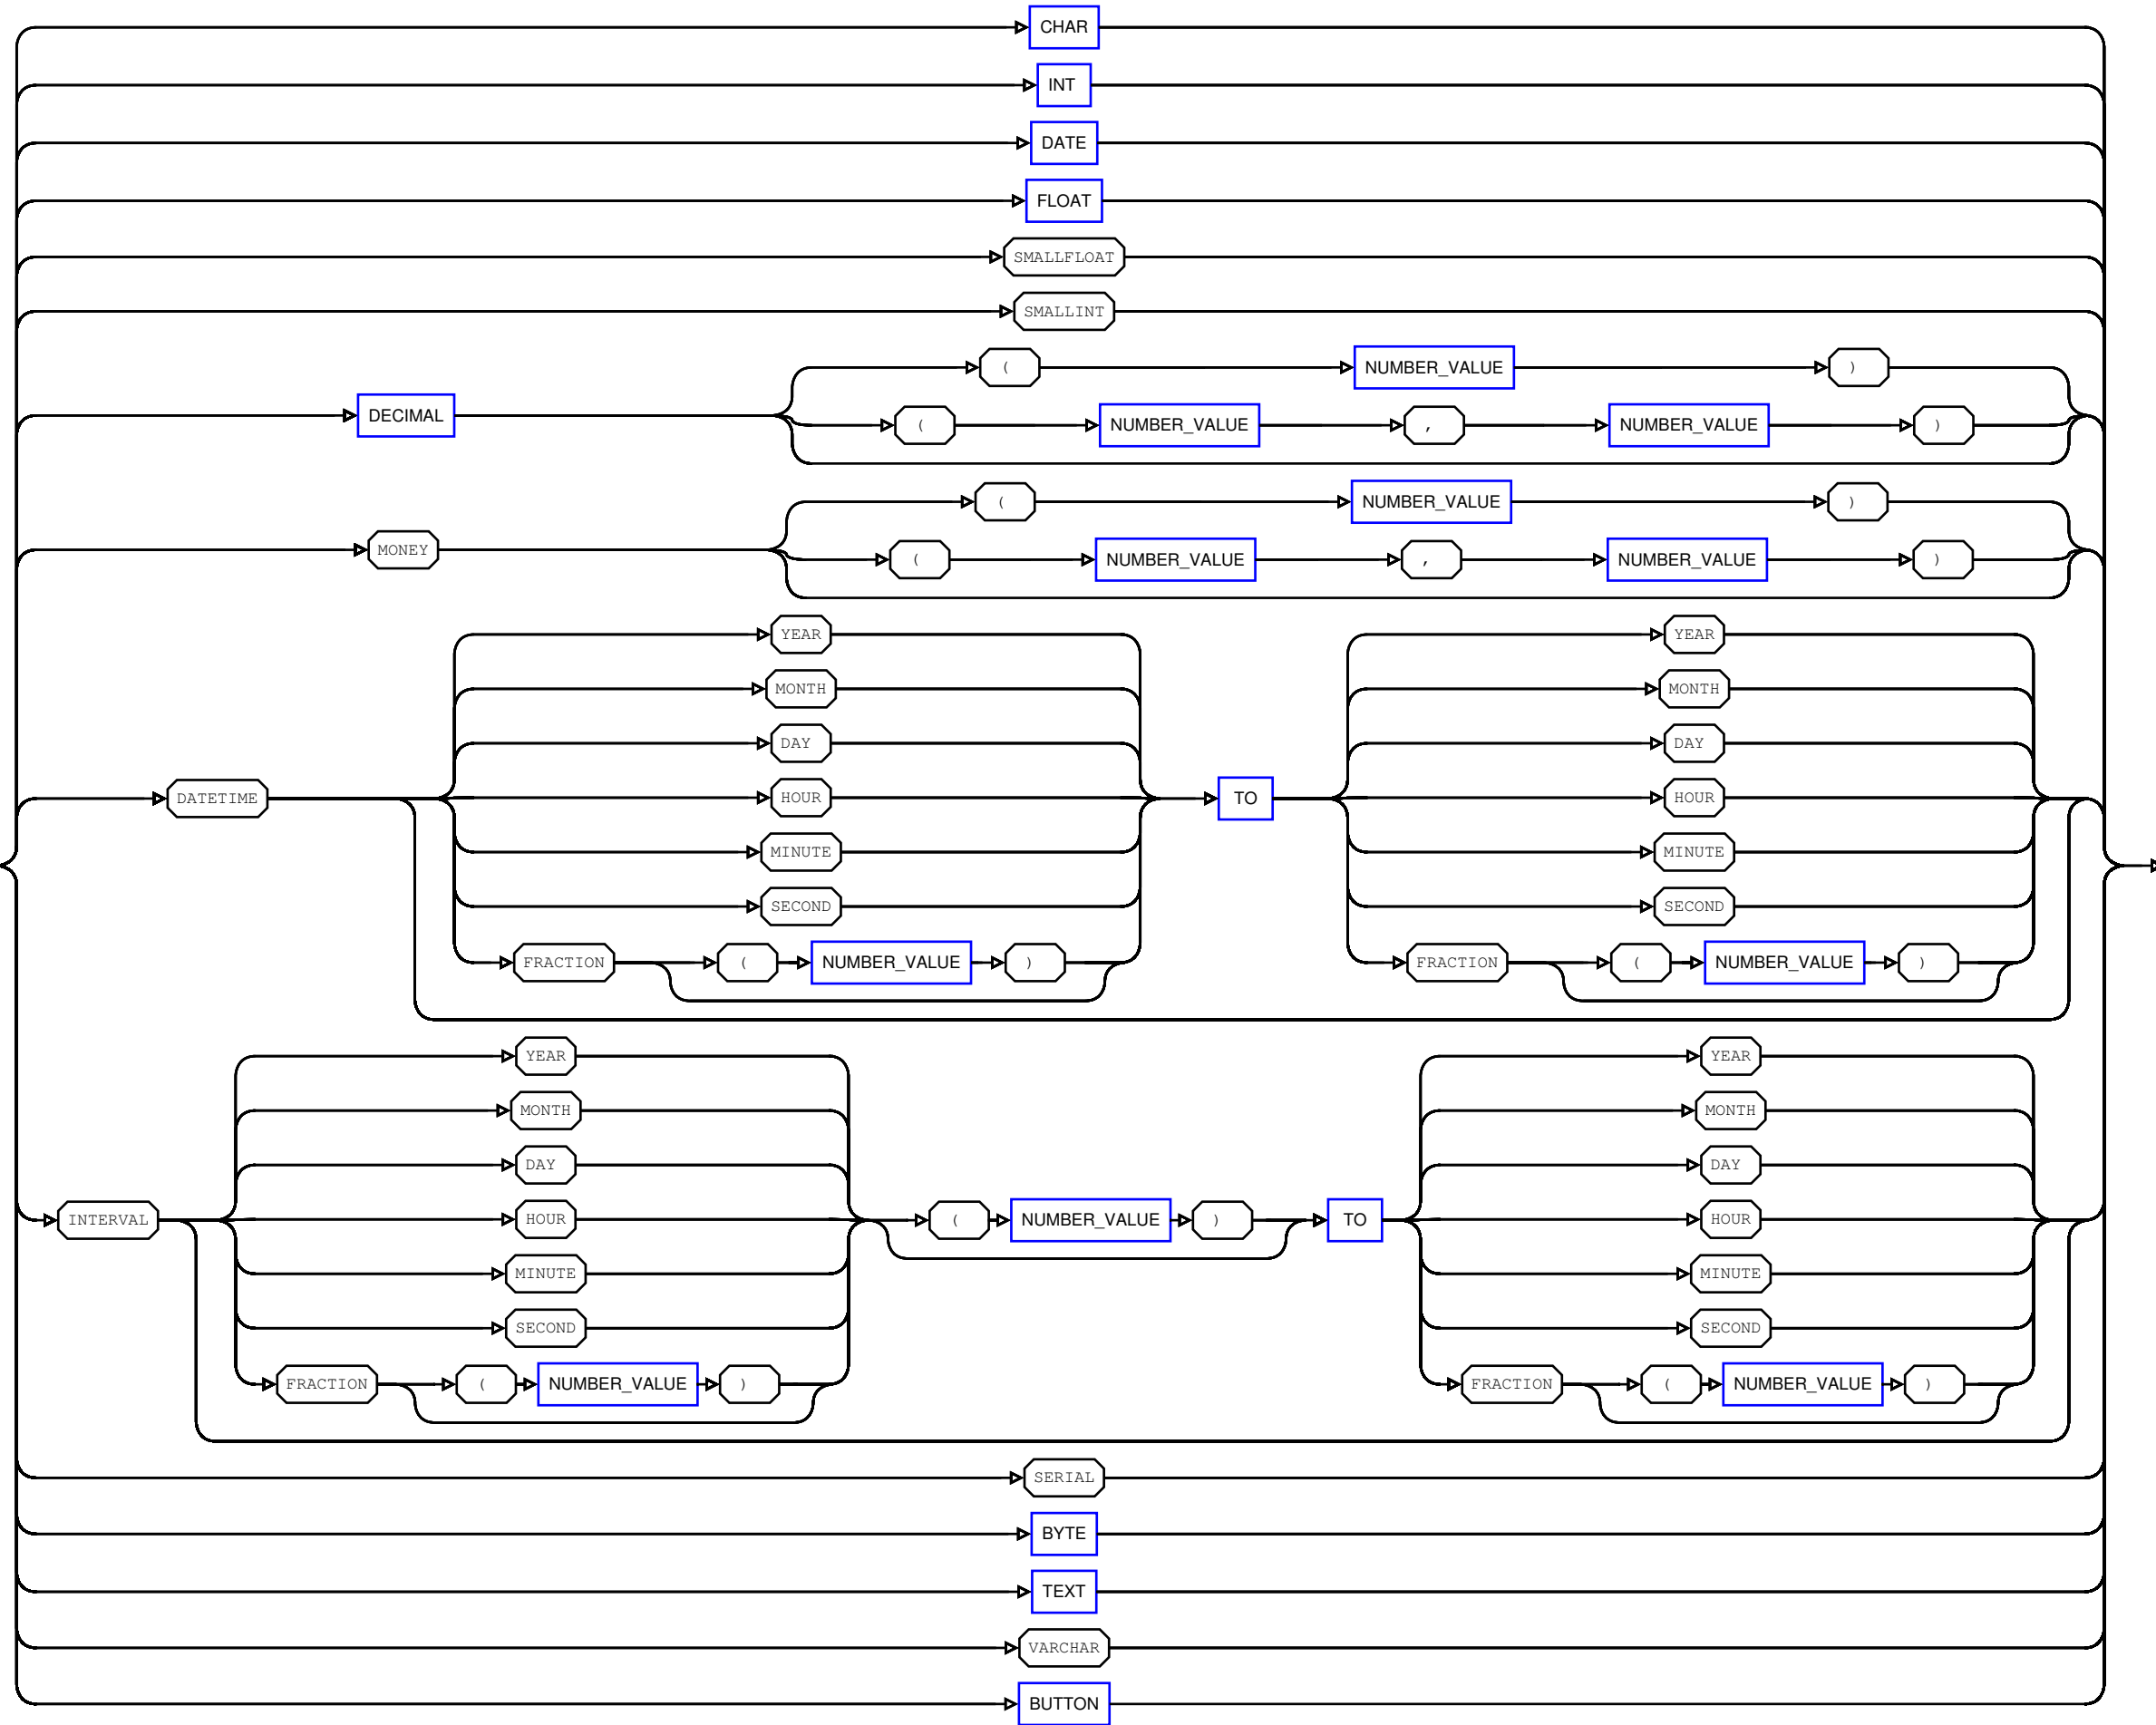 CHAR
INT
DATE
FLOAT
SMALLFLOAT
SMALLINT
( NUMBER_VALUE )
DECIMAL
( NUMBER_VALUE , NUMBER_VALUE )
( NUMBER_VALUE )
MONEY
( NUMBER_VALUE , NUMBER_VALUE )
YEAR YEAR
MONTH MONTH
DAY DAY
DATETIME HOUR TO HOUR
MINUTE MINUTE
SECOND SECOND
FRACTION ( NUMBER_VALUE ) FRACTION ( NUMBER_VALUE )
YEAR YEAR
MONTH MONTH
DAY DAY
INTERVAL HOUR ( NUMBER_VALUE ) TO HOUR
MINUTE MINUTE
SECOND SECOND
FRACTION ( NUMBER_VALUE ) FRACTION ( NUMBER_VALUE )
SERIAL
BYTE
TEXT
VARCHAR
BUTTON